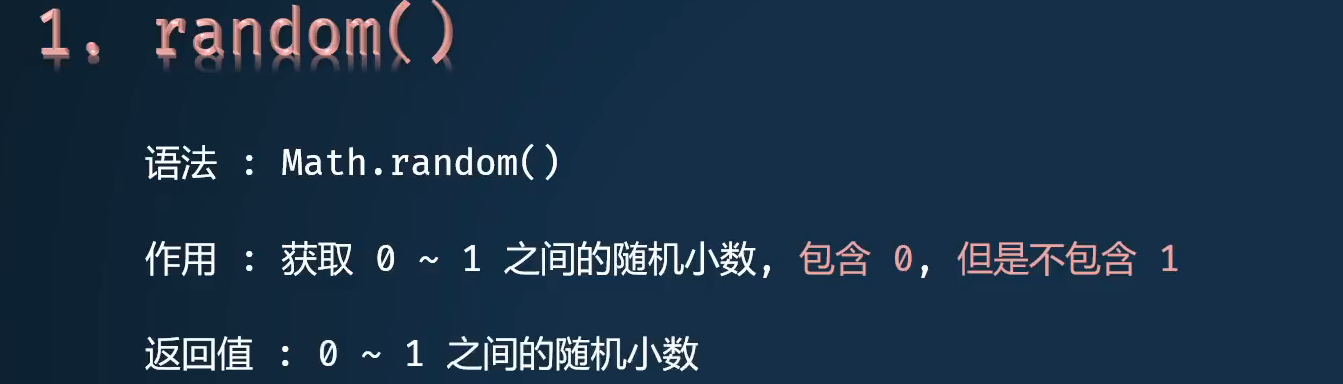 1. random()
语法 : Math.random()
作用 : 获取 0 ~ 1 之间的随机小数, 包含 0, 但是不包含 1
返回值 : 0 ~ 1 之间的随机小数